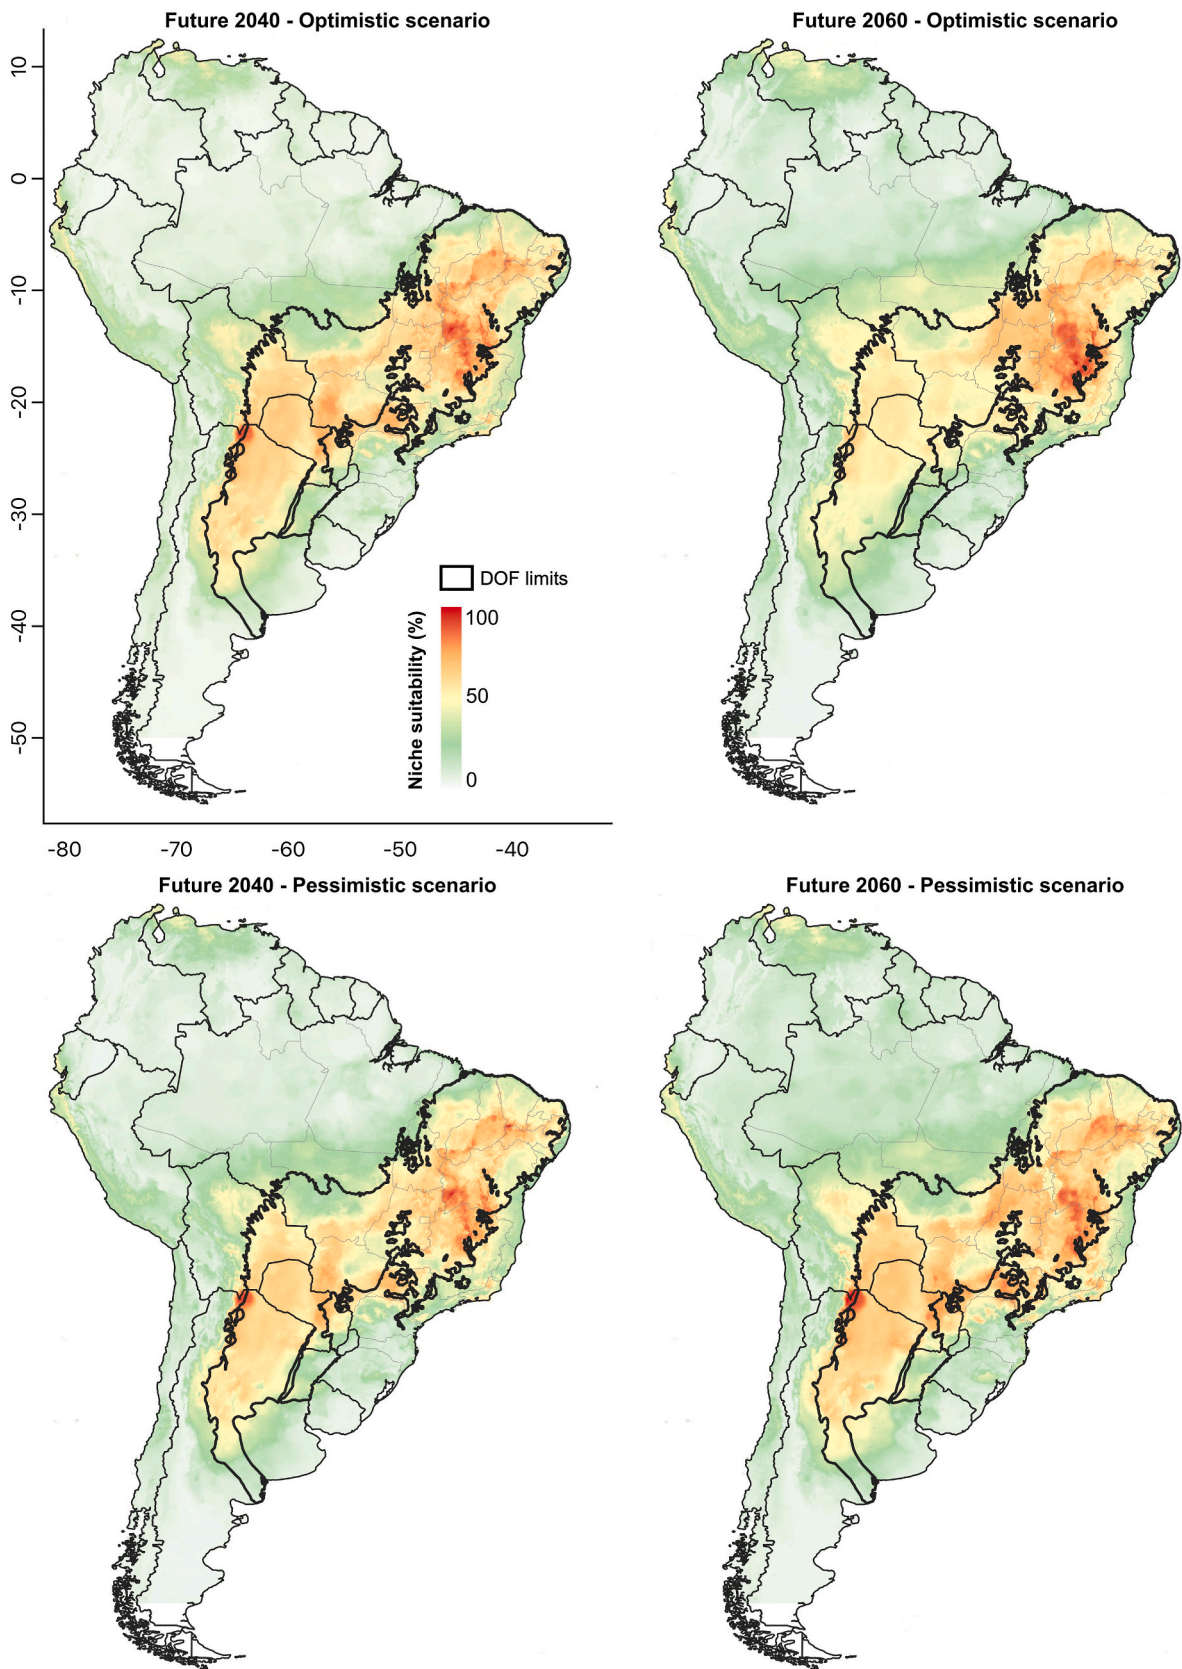 Future 2040 - Optimistic scenario
Future 2060 - Optimistic scenario
10
0
-10
-20
-30
-40
-50
DOF limits
Niche suitability (%)
100
50
0
-80 -70 -60 -50 -40
Future 2040 - Pessimistic scenario
Future 2060 - Pessimistic scenario